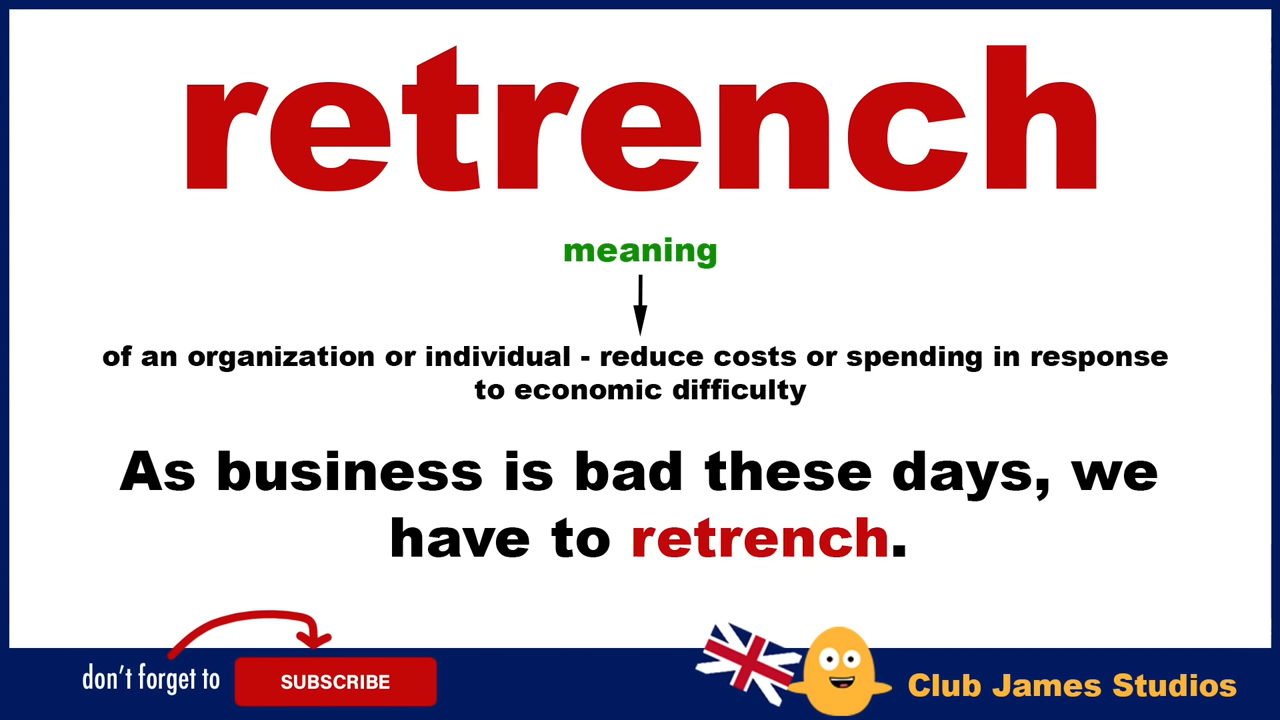 retrench
meaning
of an organization or individual - reduce costs or spending in response
to economic difficulty
As business is bad these days, we
have to retrench.
don't forget to
SUBSCRIBE
Club James Studios